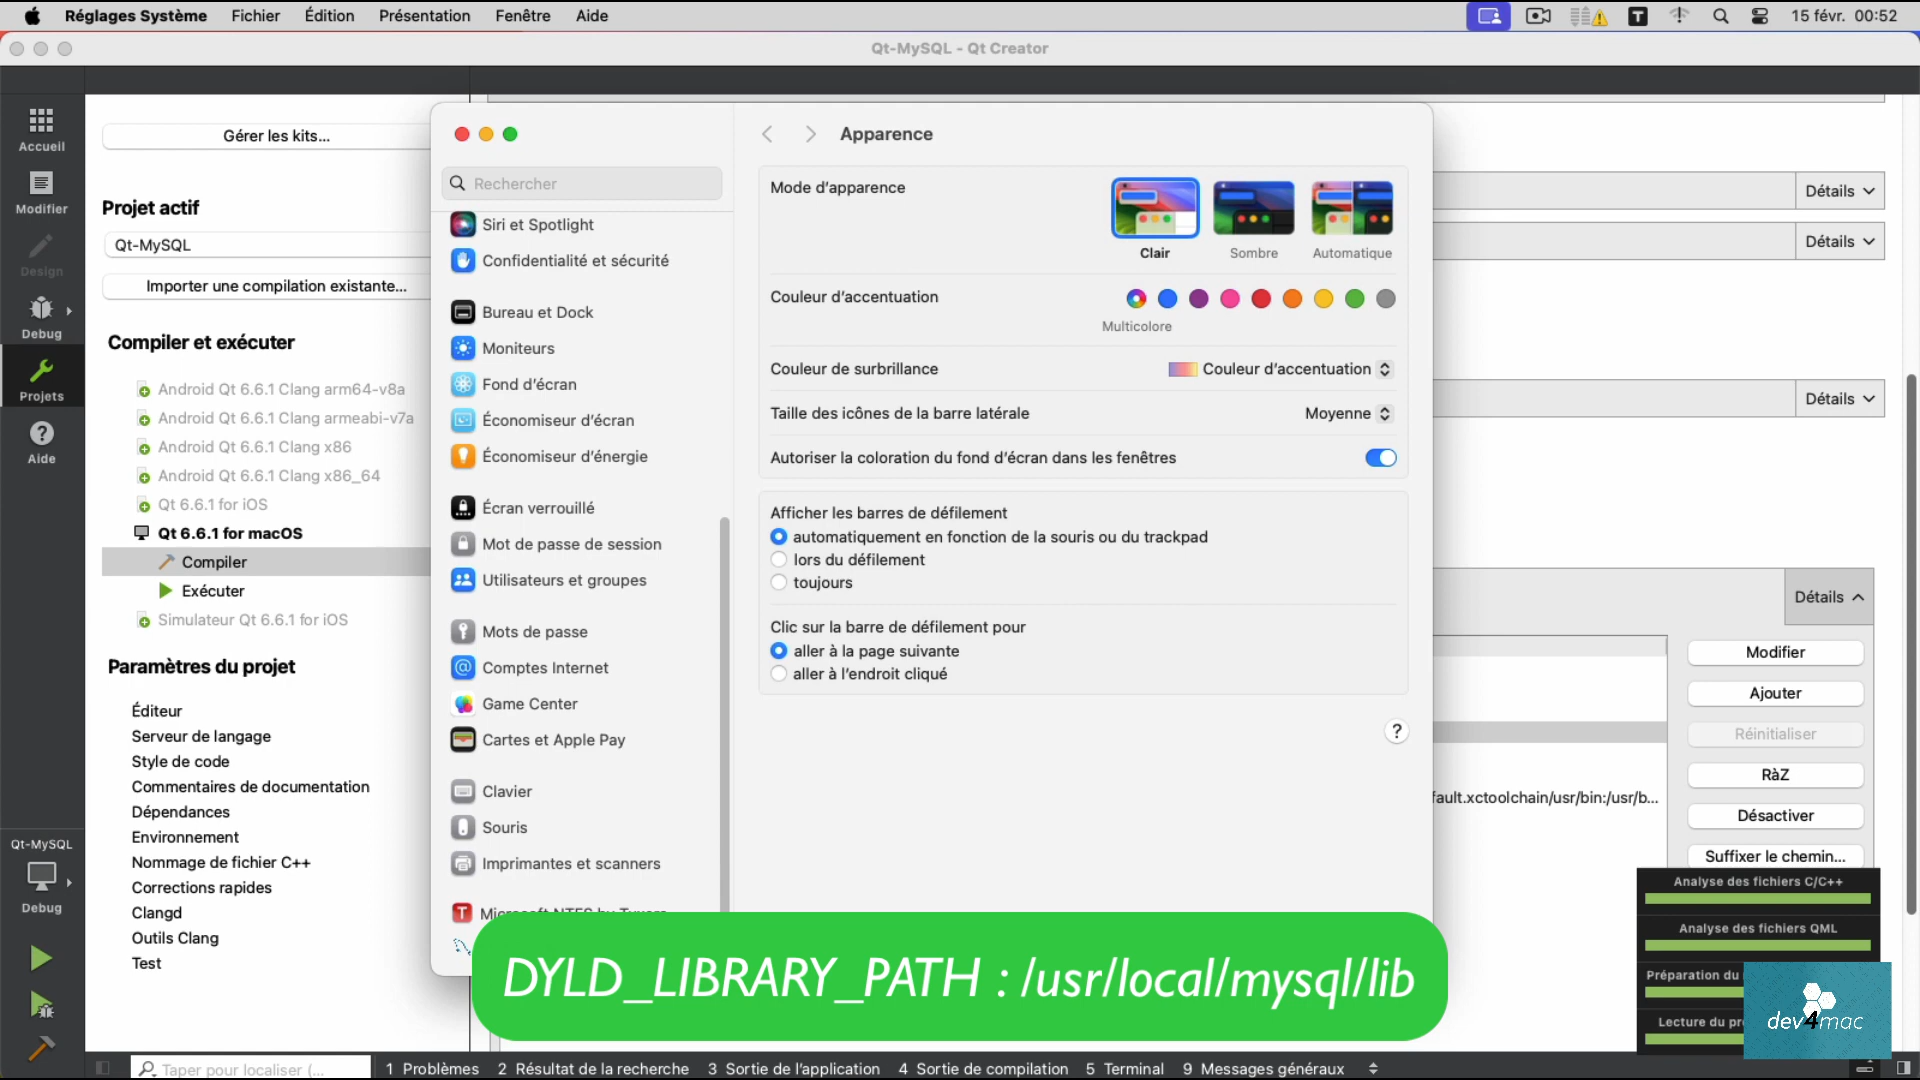 Réglages Système Fichier Édition Présentation Fenêtre Aide 15 févr. 00:52
Qt-MySQL - Qt Creator
Accueil
Modifier
Design
Debug
Projets
Aide
Qt-MySQL
Debug
Gérer les kits...
Projet actif
Qt-MySQL
Importer une compilation existante...
Compiler et exécuter
Android Qt 6.6.1 Clang arm64-v8a
Android Qt 6.6.1 Clang armeabi-v7a
Android Qt 6.6.1 Clang x86
Android Qt 6.6.1 Clang x86_64
Qt 6.6.1 for iOS
Qt 6.6.1 for macOS
Compiler
Exécuter
Simulateur Qt 6.6.1 for iOS
Paramètres du projet
Éditeur
Serveur de langage
Style de code
Commentaires de documentation
Dépendances
Environnement
Nommage de fichier C++
Corrections rapides
Clangd
Outils Clang
Test
Rechercher
Siri et Spotlight
Confidentialité et sécurité
Bureau et Dock
Moniteurs
Fond d'écran
Économiseur d'écran
Économiseur d'énergie
Écran verrouillé
Mot de passe de session
Utilisateurs et groupes
Mots de passe
Comptes Internet
Game Center
Cartes et Apple Pay
Clavier
Souris
Imprimantes et scanners
Microsoft NTFS by Tuxera
Apparence
Mode d'apparence
Clair Sombre Automatique
Couleur d'accentuation
Multicolore
Couleur de surbrillance Couleur d'accentuation
Taille des icônes de la barre latérale Moyenne
Autoriser la coloration du fond d'écran dans les fenêtres
Afficher les barres de défilement
automatiquement en fonction de la souris ou du trackpad
lors du défilement
toujours
Clic sur la barre de défilement pour
aller à la page suivante
aller à l'endroit cliqué
?
Détails
Détails
Détails
Détails
Modifier
Ajouter
Réinitialiser
RàZ
fault.xctoolchain/usr/bin:/usr/b...
Désactiver
Suffixer le chemin...
Analyse des fichiers C/C++
Analyse des fichiers QML
Préparation du
Lecture du pr
dev4mac
DYLD_LIBRARY_PATH : /usr/local/mysql/lib
Taper pour localiser (... 1 Problèmes 2 Résultat de la recherche 3 Sortie de l'application 4 Sortie de compilation 5 Terminal 9 Messages généraux